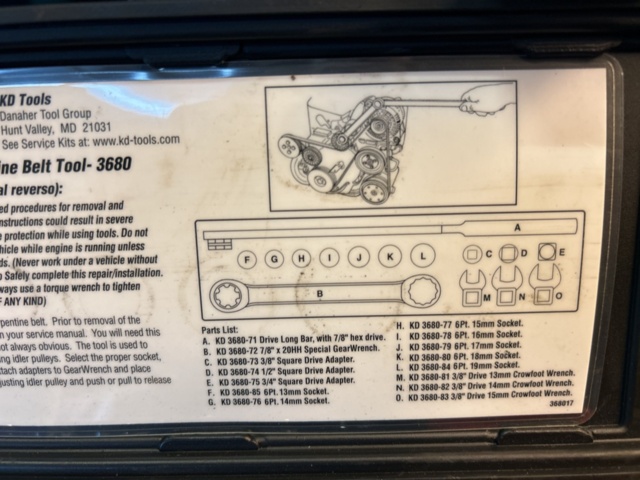 KD Tools
Danaher Tool Group
Hunt Valley, MD 21031
See Service Kits at: www.kd-tools.com
ine Belt Tool- 3680
al reverso):
ed procedures for removal and
nstructions could result in severe
e protection while using tools. Do not
hicle while engine is running unless
ds. (Never work under a vehicle without
o Safely complete this repair/installation.
ways use a torque wrench to tighten
F ANY KIND)
rpentine belt. Prior to removal of the
n your service manual. You will need this
not always obvious. The tool is used to
ng idler pulleys. Select the proper socket,
ttach adapters to GearWrench and place
justing idler pulley and push or pull to release
A
F G H I J K L C D E
B
M N O
Parts List:
A. KD 3680-71 Drive Long Bar, with 7/8" hex drive.
B. KD 3680-72 7/8" x 20HH Special GearWrench.
C. KD 3680-73 3/8" Square Drive Adapter.
D. KD 3680-74 1/2" Square Drive Adapter.
E. KD 3680-75 3/4" Square Drive Adapter.
F. KD 3680-85 6Pt. 13mm Socket.
G. KD 3680-76 6Pt. 14mm Socket.
H. KD 3680-77 6Pt. 15mm Socket.
I. KD 3680-78 6Pt. 16mm Socket.
J. KD 3680-79 6Pt. 17mm Socket.
K. KD 3680-80 6Pt. 18mm Socket.
L. KD 3680-84 6Pt. 19mm Socket.
M. KD 3680-81 3/8" Drive 13mm Crowfoot Wrench.
N. KD 3680-82 3/8" Drive 14mm Crowfoot Wrench.
O. KD 3680-83 3/8" Drive 15mm Crowfoot Wrench.
368017